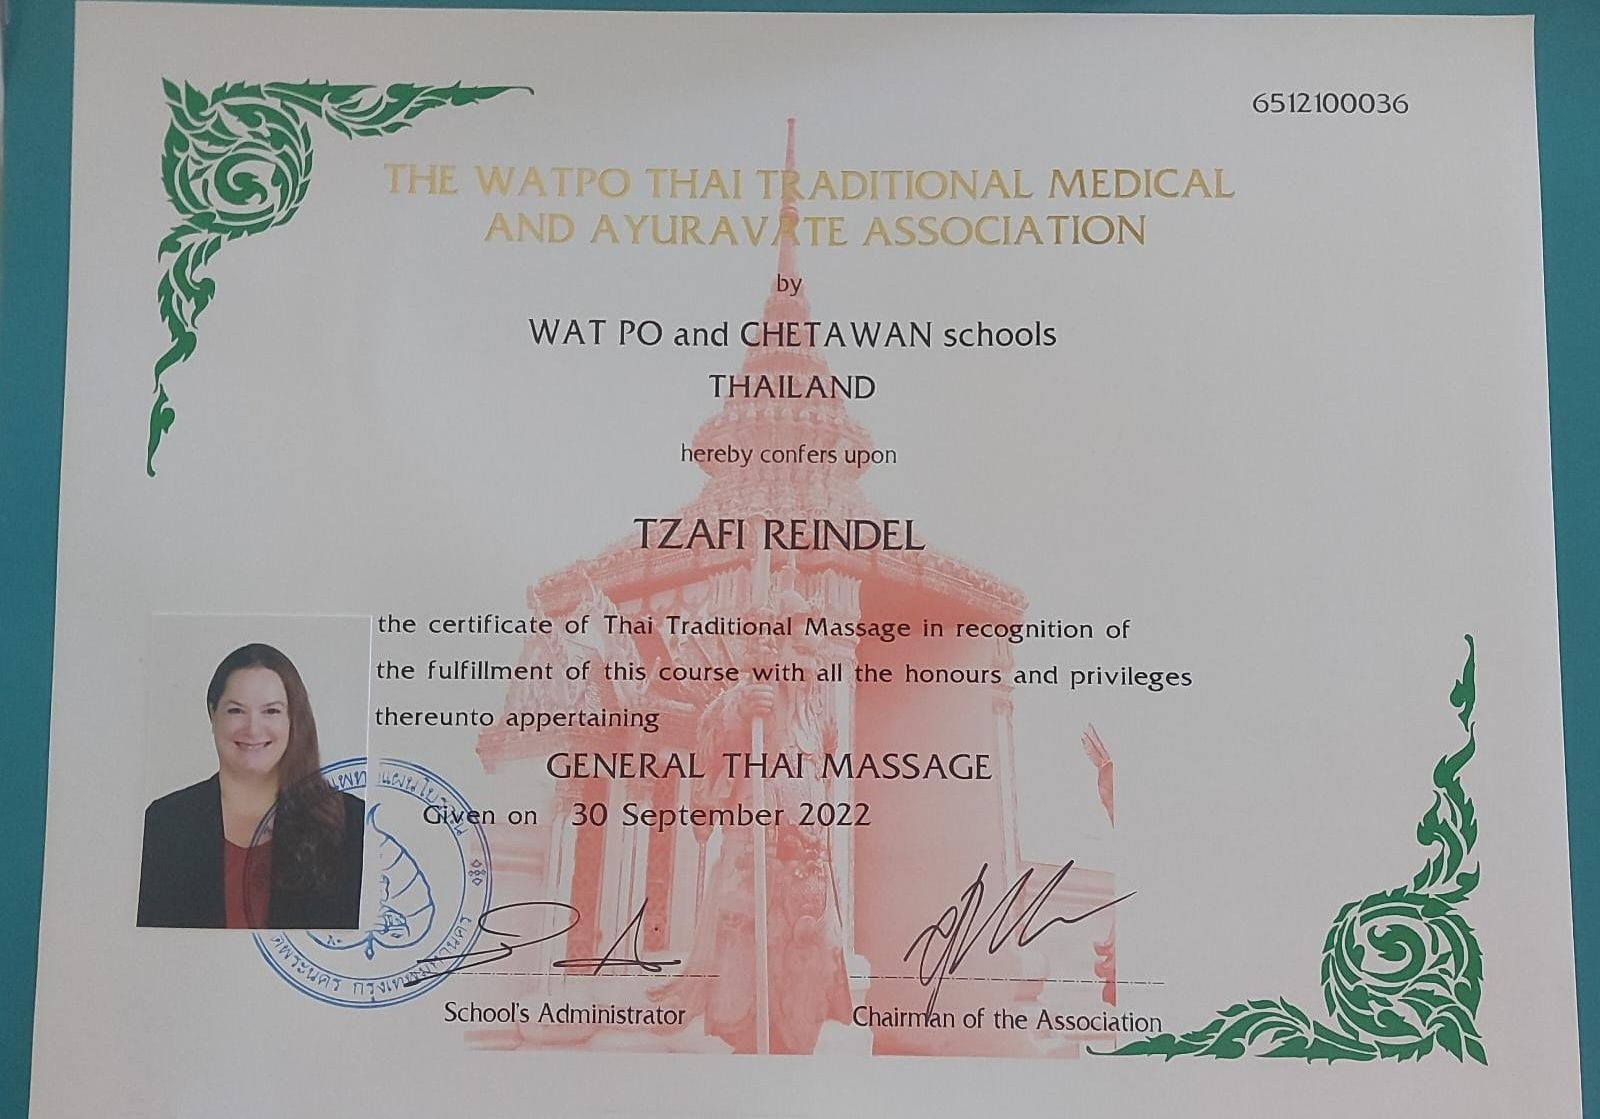 6512100036
THE WATPO THAI TRADITIONAL MEDICAL
AND AYURAVATE ASSOCIATION
by
WAT PO and CHETAWAN schools
THAILAND
hereby confers upon
TZAFI REINDEL
the certificate of Thai Traditional Massage in recognition of
the fulfillment of this course with all the honours and privileges
thereunto appertaining
GENERAL THAI MASSAGE
Given on 30 September 2022
School's Administrator
Chairman of the Association